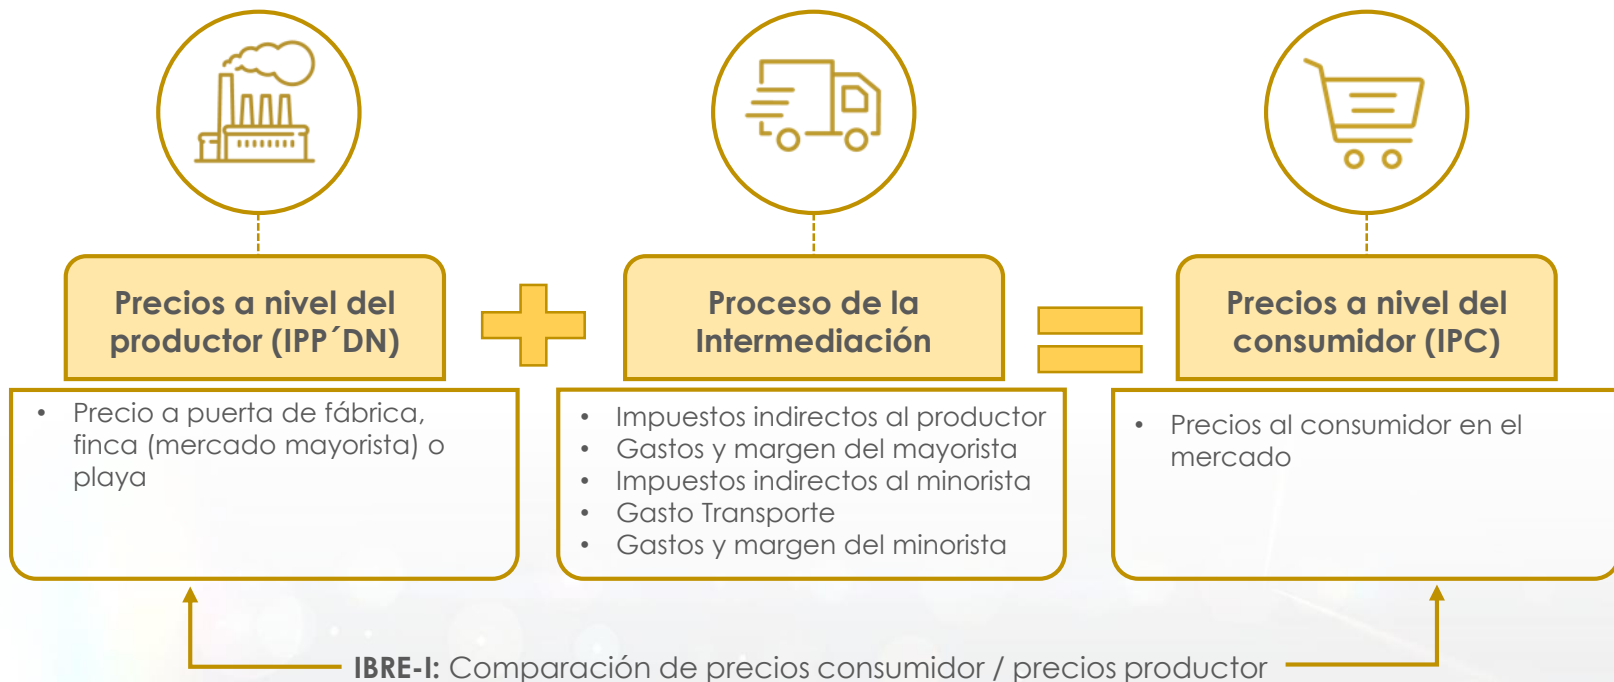 Precios a nivel del
productor (IPP´DN)
• Precio a puerta de fábrica,
finca (mercado mayorista) o
playa
Proceso de la
Intermediación
• Impuestos indirectos al productor
• Gastos y margen del mayorista
• Impuestos indirectos al minorista
• Gasto Transporte
• Gastos y margen del minorista
Precios a nivel del
consumidor (IPC)
• Precios al consumidor en el
mercado
IBRE-I: Comparación de precios consumidor / precios productor